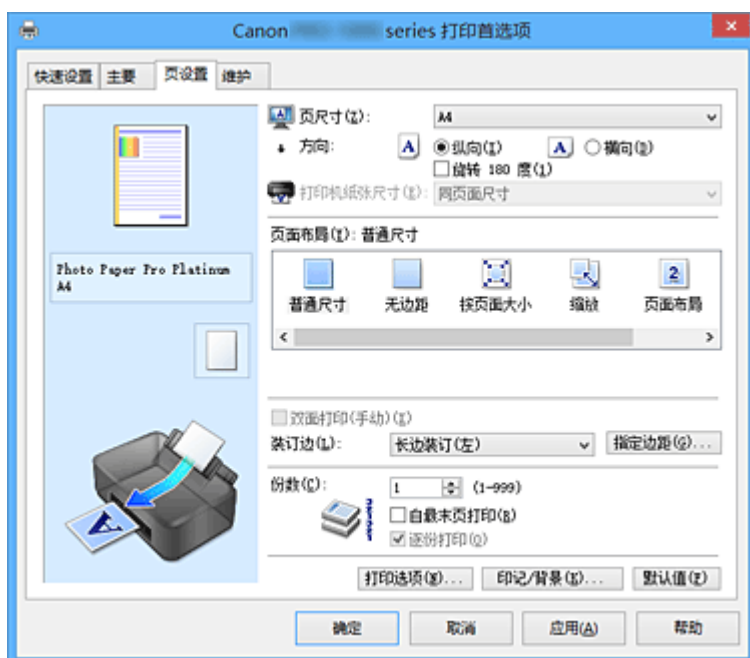 Canon series 打印首选项
快速设置 主要 页设置 维护
页尺寸(Z): A4
方向: A 纵向(I) A 横向(D)
旋转 180 度(1)
打印机纸张尺寸(E): 同页面尺寸
页面布局(Y): 普通尺寸
普通尺寸 无边距 按页面大小 缩放 页面布局
Photo Paper Pro Platinum
A4
双面打印(手动)(X)
装订边(L): 长边装订(左) 指定边距(G)...
份数(C): 1 (1-999)
自最末页打印(B)
逐份打印(O)
打印选项(N)... 印记/背景(K)... 默认值(F)
确定 取消 应用(A) 帮助